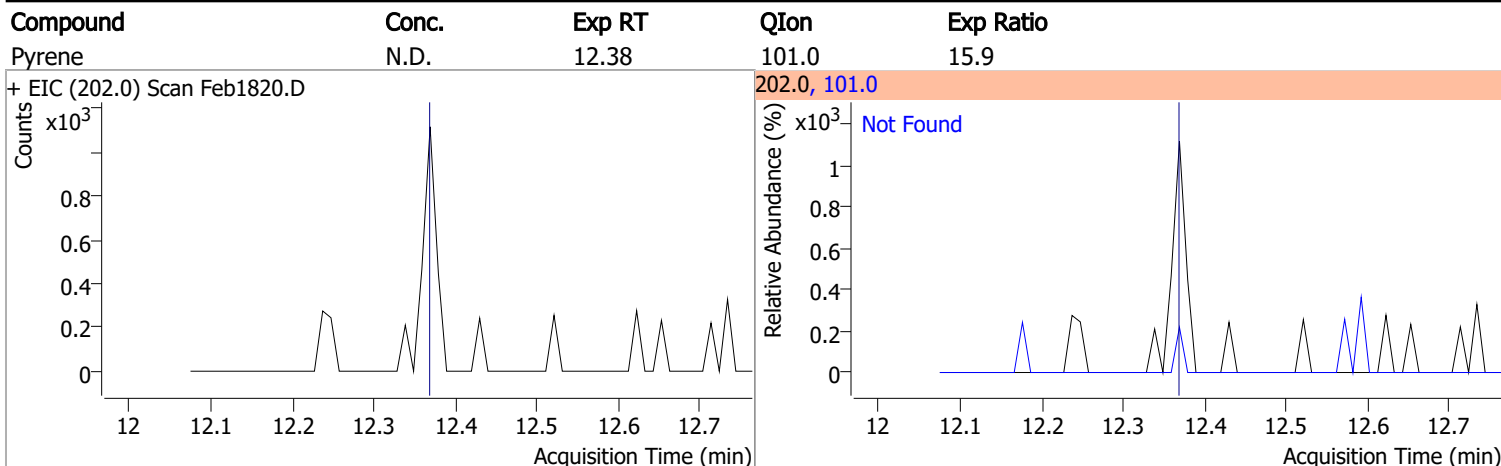 Compound Conc. Exp RT QIon Exp Ratio
Pyrene N.D. 12.38 101.0 15.9
+ EIC (202.0) Scan Feb1820.D
Counts
x10³
0.8
0.6
0.4
0.2
0
12 12.1 12.2 12.3 12.4 12.5 12.6 12.7
Acquisition Time (min)
202.0, 101.0
Relative Abundance (%)
x10³
Not Found
1
0.8
0.6
0.4
0.2
0
12 12.1 12.2 12.3 12.4 12.5 12.6 12.7
Acquisition Time (min)